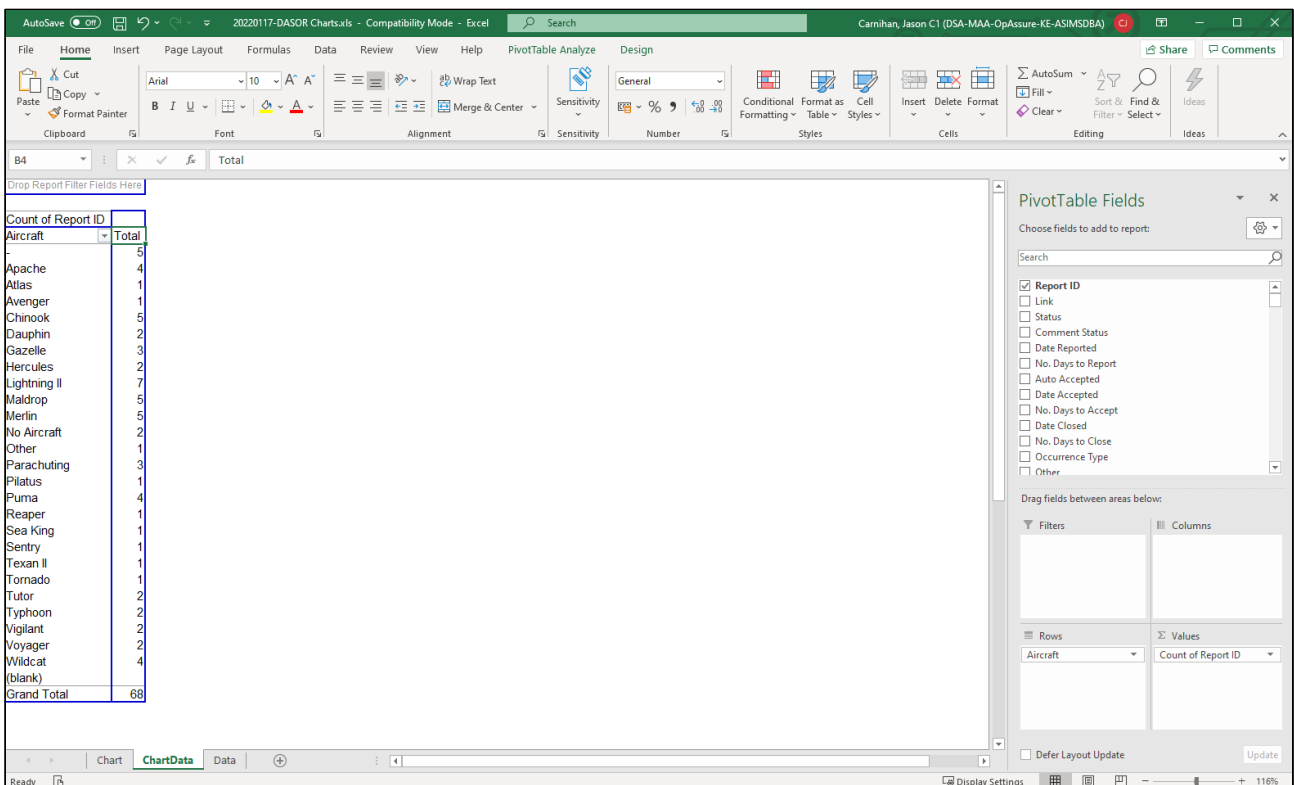 AutoSave Off 20220117-DASOR Charts.xls - Compatibility Mode - Excel Search Carnihan, Jason C1 (DSA-MAA-OpAssure-KE-ASIMSDBA) CJ
File Home Insert Page Layout Formulas Data Review View Help PivotTable Analyze Design Share Comments
Paste
Cut
Copy
Format Painter
Clipboard
Arial 10 A A
B I U A
Font
Wrap Text
Merge & Center
Alignment
Sensitivity
Sensitivity
General
% 9
Number
Conditional Formatting
Format as Table
Cell Styles
Styles
Insert Delete Format
Cells
AutoSum
Fill
Clear
Sort & Filter
Find & Select
Editing
Ideas
Ideas
B4 fx Total
Drop Report Filter Fields Here
Count of Report ID
Aircraft Total
- 5
Apache 4
Atlas 1
Avenger 1
Chinook 5
Dauphin 2
Gazelle 3
Hercules 2
Lightning II 7
Maldrop 5
Merlin 5
No Aircraft 2
Other 1
Parachuting 3
Pilatus 1
Puma 4
Reaper 1
Sea King 1
Sentry 1
Texan II 1
Tornado 1
Tutor 2
Typhoon 2
Vigilant 2
Voyager 2
Wildcat 4
(blank)
Grand Total 68
PivotTable Fields
Choose fields to add to report:
Search
Report ID
Link
Status
Comment Status
Date Reported
No. Days to Report
Auto Accepted
Date Accepted
No. Days to Accept
Date Closed
No. Days to Close
Occurrence Type
Other
Drag fields between areas below:
Filters Columns
Rows Σ Values
Aircraft Count of Report ID
Defer Layout Update Update
Chart ChartData Data
Ready Display Settings 116%